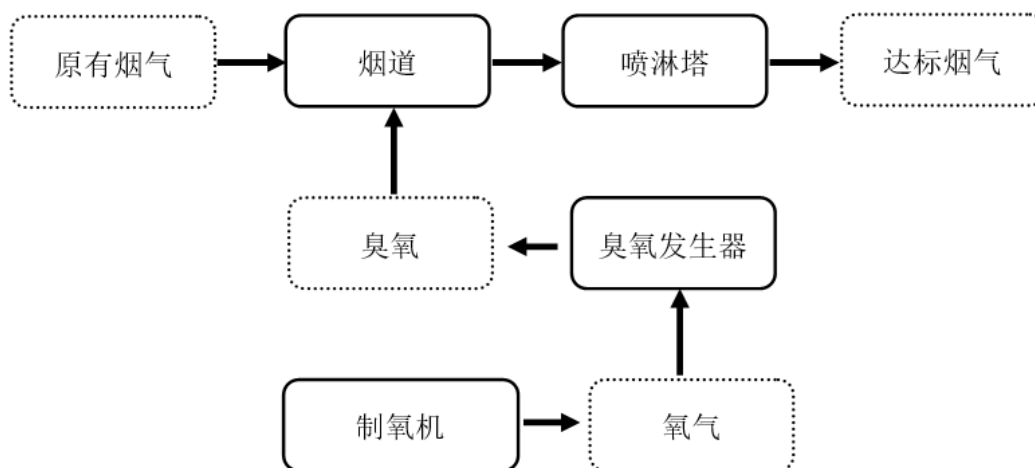 原有烟气
烟道
喷淋塔
达标烟气
臭氧
臭氧发生器
制氧机
氧气